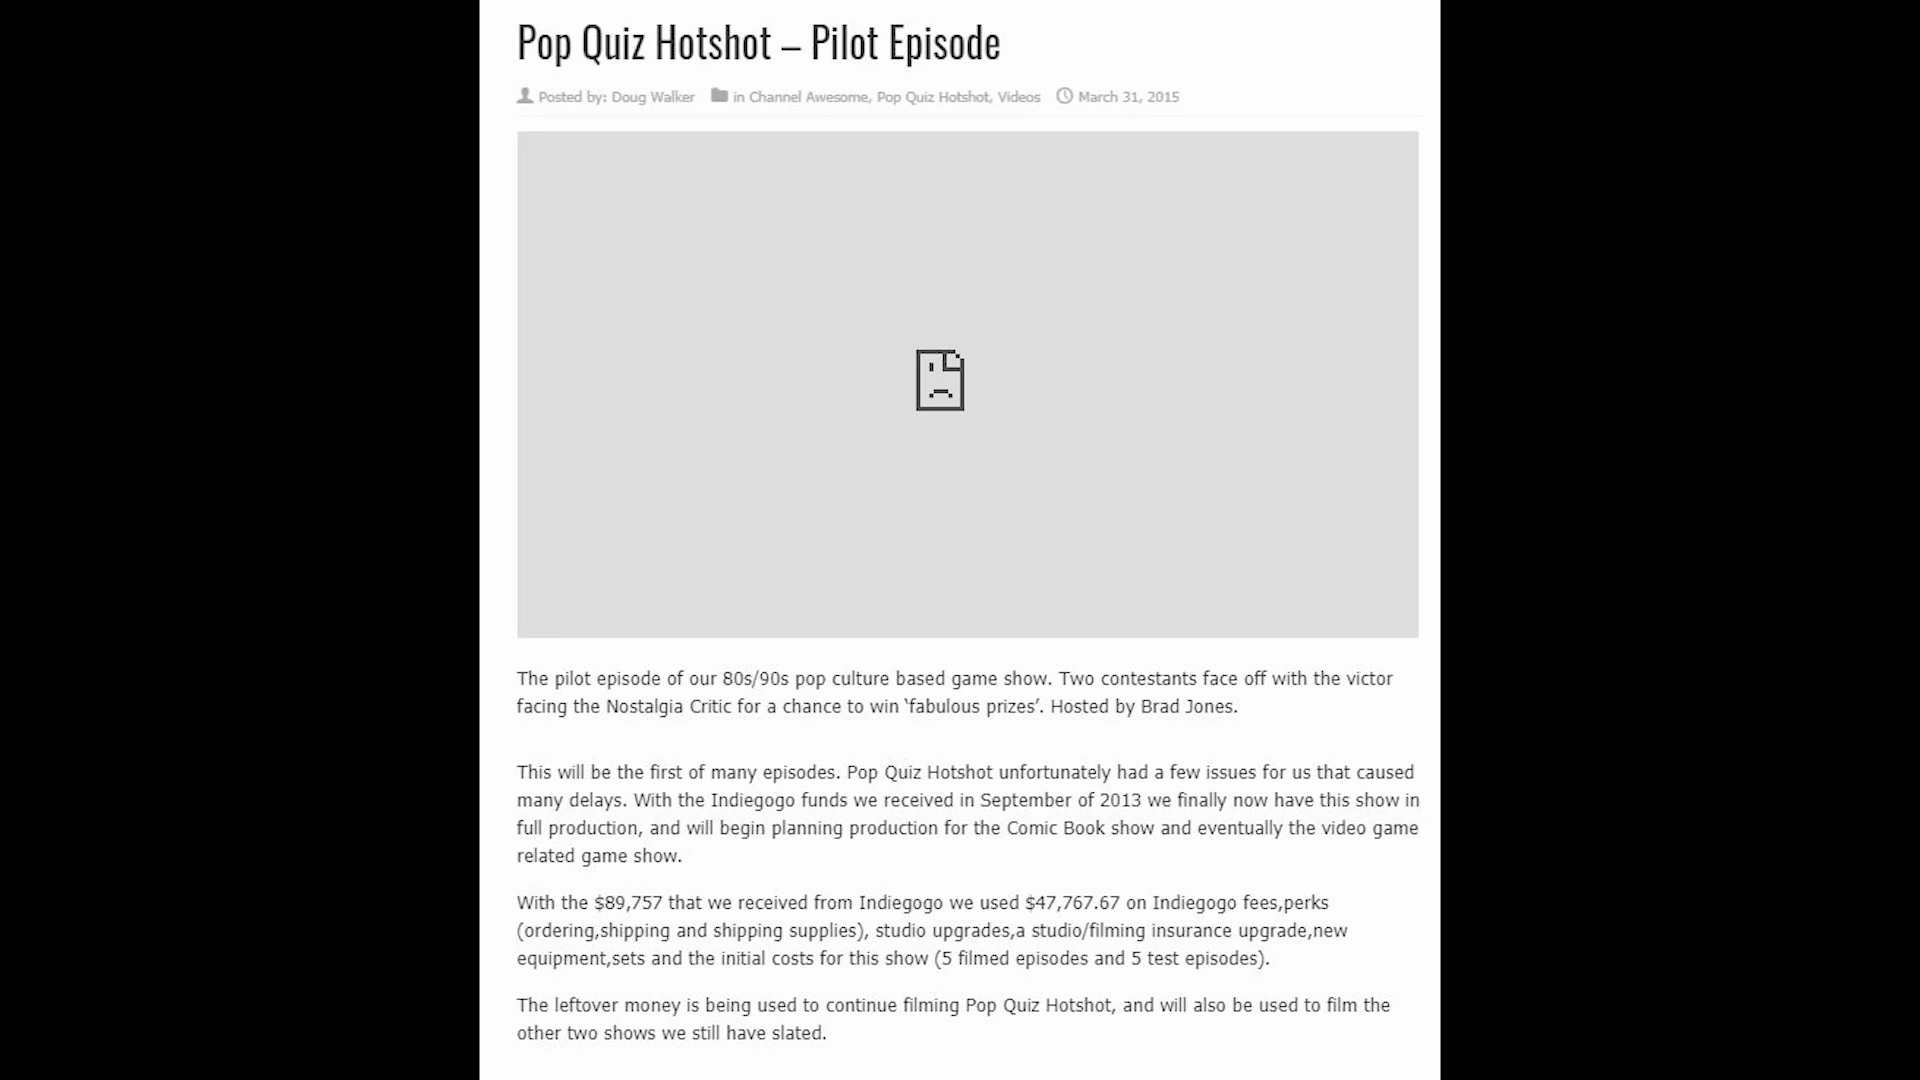 Pop Quiz Hotshot – Pilot Episode
Posted by: Doug Walker in Channel Awesome, Pop Quiz Hotshot, Videos March 31, 2015
The pilot episode of our 80s/90s pop culture based game show. Two contestants face off with the victor
facing the Nostalgia Critic for a chance to win ‘fabulous prizes’. Hosted by Brad Jones.
This will be the first of many episodes. Pop Quiz Hotshot unfortunately had a few issues for us that caused
many delays. With the Indiegogo funds we received in September of 2013 we finally now have this show in
full production, and will begin planning production for the Comic Book show and eventually the video game
related game show.
With the $89,757 that we received from Indiegogo we used $47,767.67 on Indiegogo fees,perks
(ordering,shipping and shipping supplies), studio upgrades,a studio/filming insurance upgrade,new
equipment,sets and the initial costs for this show (5 filmed episodes and 5 test episodes).
The leftover money is being used to continue filming Pop Quiz Hotshot, and will also be used to film the
other two shows we still have slated.